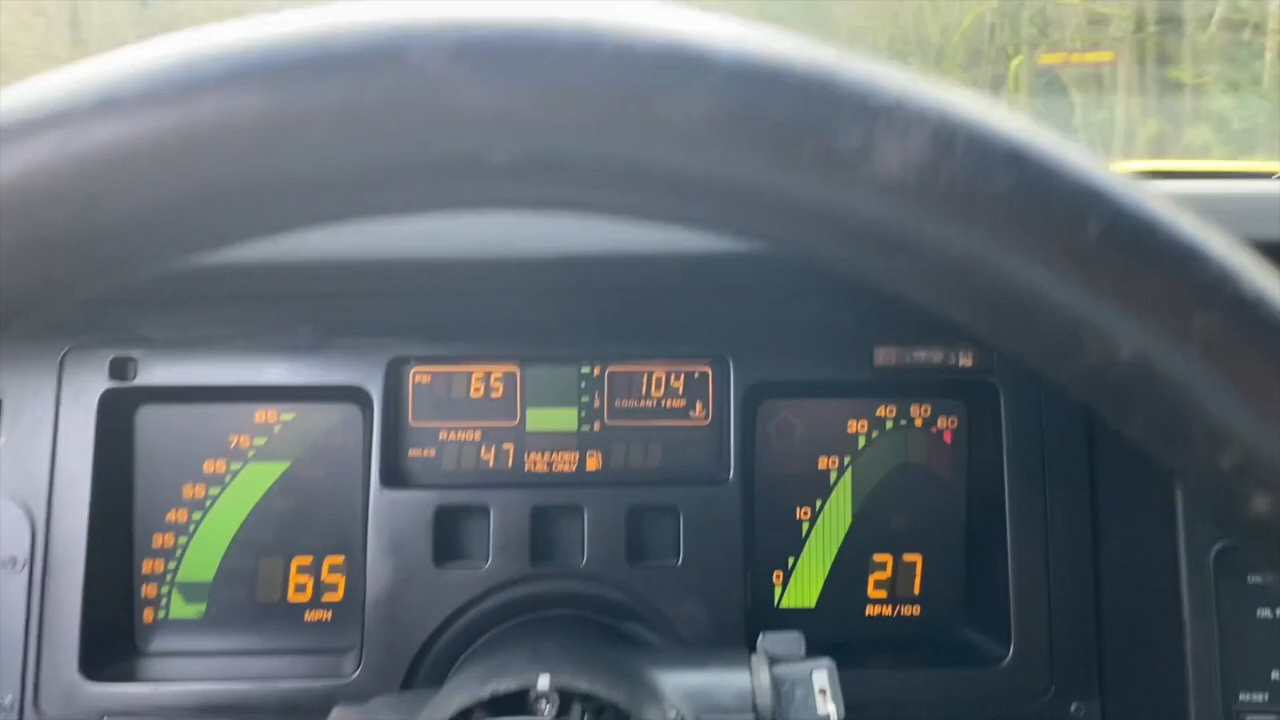 85
75
65
55
45
35
25
15
5
65
MPH
PSI
65
104°
COOLANT TEMP
RANGE
MILES
47
UNLEADED
FUEL ONLY
0
10
20
30
40
50
60
27
RPM/100
RESET